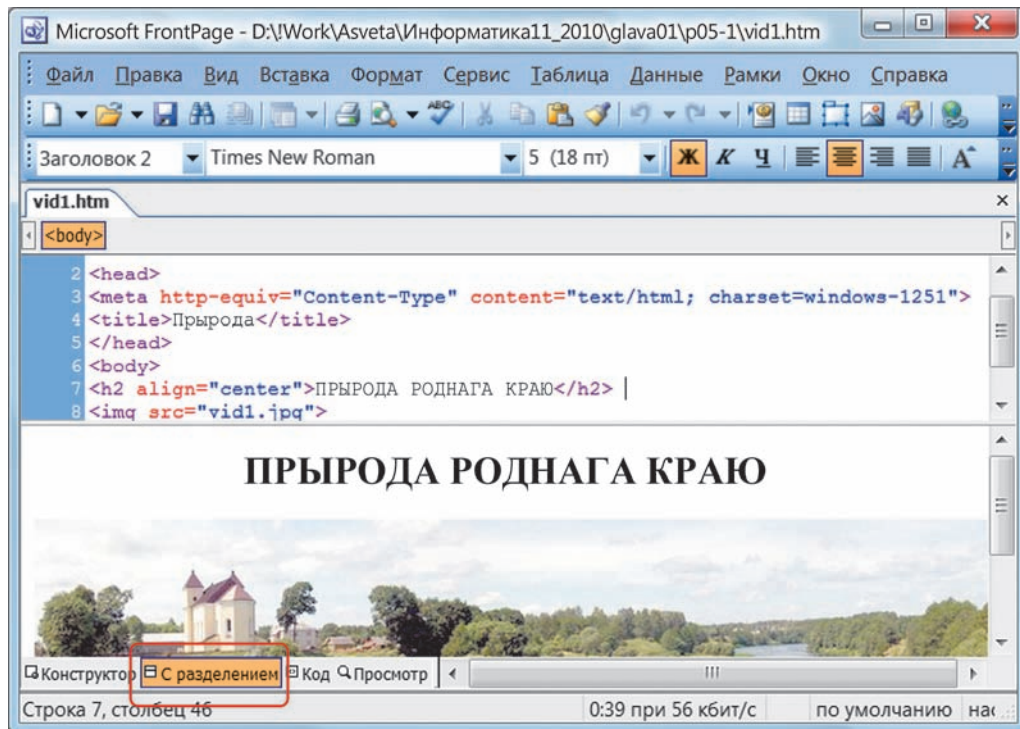 Microsoft FrontPage - D:\!Work\Asveta\Информатика11_2010\glava01\p05-1\vid1.htm
Файл Правка Вид Вставка Формат Сервис Таблица Данные Рамки Окно Справка
Заголовок 2 Times New Roman 5 (18 пт) Ж К Ч A
vid1.htm
<body>
2 <head>
3 <meta http-equiv="Content-Type" content="text/html; charset=windows-1251">
4 <title>Прырода</title>
5 </head>
6 <body>
7 <h2 align="center">ПРЫРОДА РОДНАГА КРАЮ</h2>
8 <img src="vid1.jpg">
ПРЫРОДА РОДНАГА КРАЮ
Конструктор С разделением Код Просмотр
Строка 7, столбец 46 0:39 при 56 кбит/с по умолчанию нас